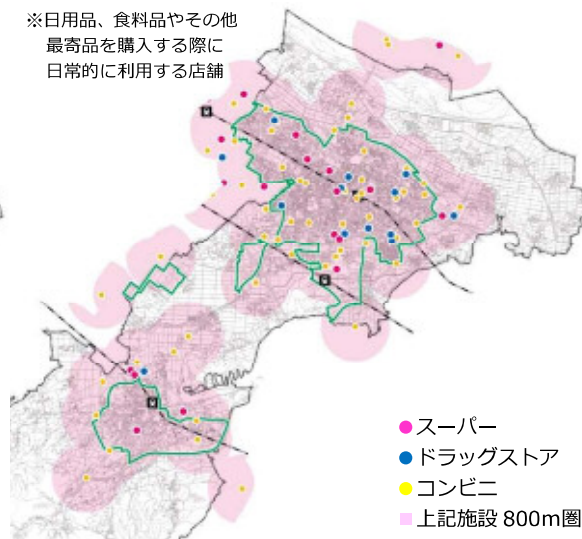 ※日用品、食料品やその他
最寄品を購入する際に
日常的に利用する店舗
スーパー
ドラッグストア
コンビニ
上記施設 800m圏